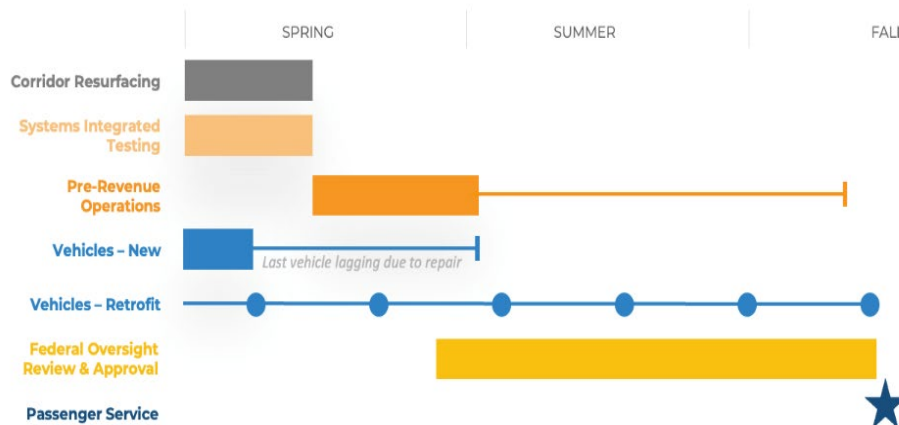 SPRING SUMMER FALL
Corridor Resurfacing
Systems Integrated
Testing
Pre-Revenue
Operations
Vehicles – New
Last vehicle lagging due to repair
Vehicles – Retrofit
Federal Oversight
Review & Approval
Passenger Service